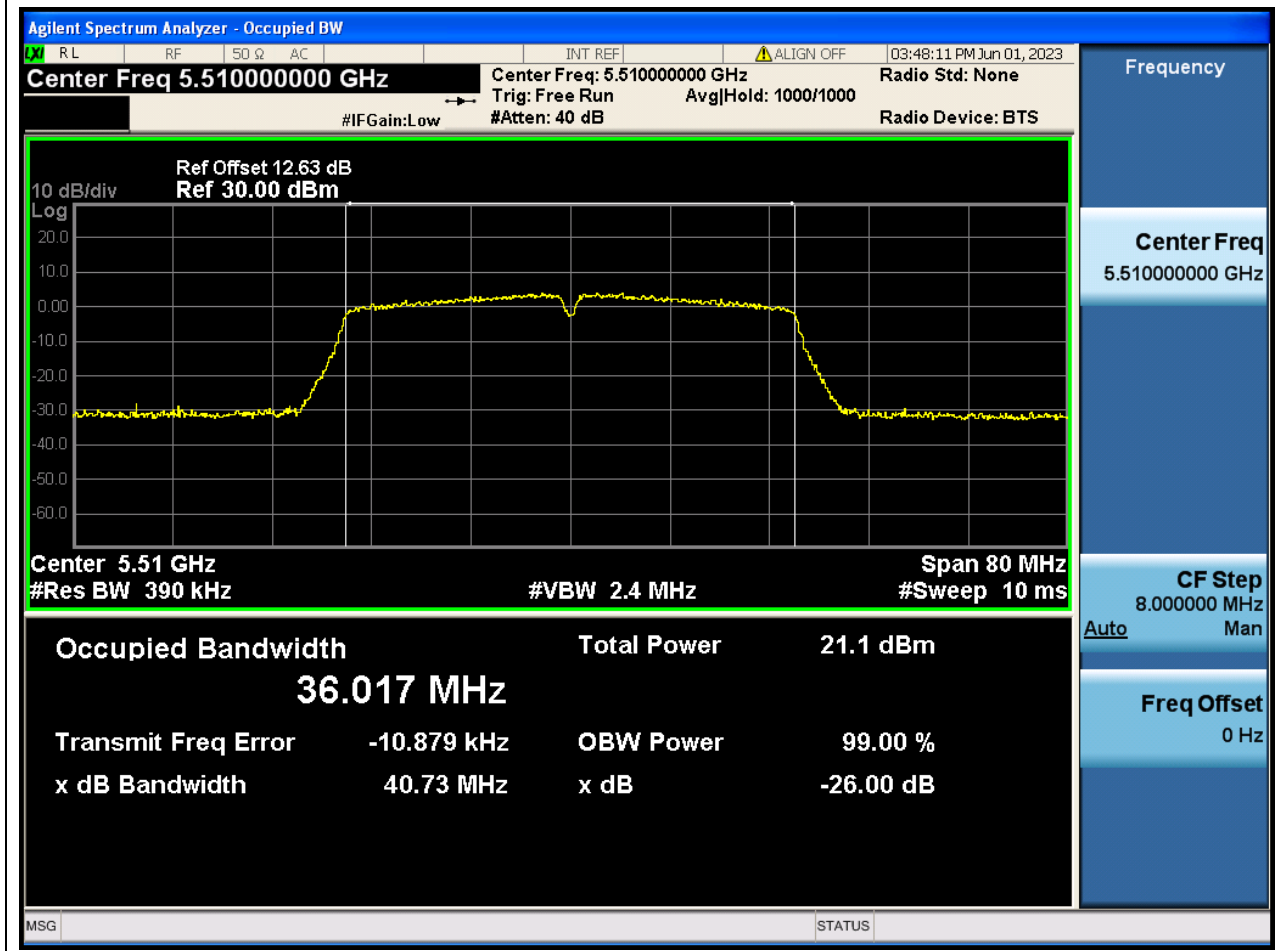 Agilent Spectrum Analyzer - Occupied BW
LXI RL RF 50 Ω AC INT REF ALIGN OFF 03:48:11 PM Jun 01, 2023
Center Freq 5.510000000 GHz
Center Freq: 5.510000000 GHz
Radio Std: None
Trig: Free Run Avg|Hold: 1000/1000
#IFGain:Low
#Atten: 40 dB
Radio Device: BTS
Ref Offset 12.63 dB
10 dB/div Ref 30.00 dBm
Log
20.0
10.0
0.00
-10.0
-20.0
-30.0
-40.0
-50.0
-60.0
Center 5.51 GHz Span 80 MHz
#Res BW 390 kHz #VBW 2.4 MHz #Sweep 10 ms
Occupied Bandwidth Total Power 21.1 dBm
36.017 MHz
Transmit Freq Error -10.879 kHz OBW Power 99.00 %
x dB Bandwidth 40.73 MHz x dB -26.00 dB
MSG STATUS
Frequency
Center Freq
5.510000000 GHz
CF Step
8.000000 MHz
Auto Man
Freq Offset
0 Hz